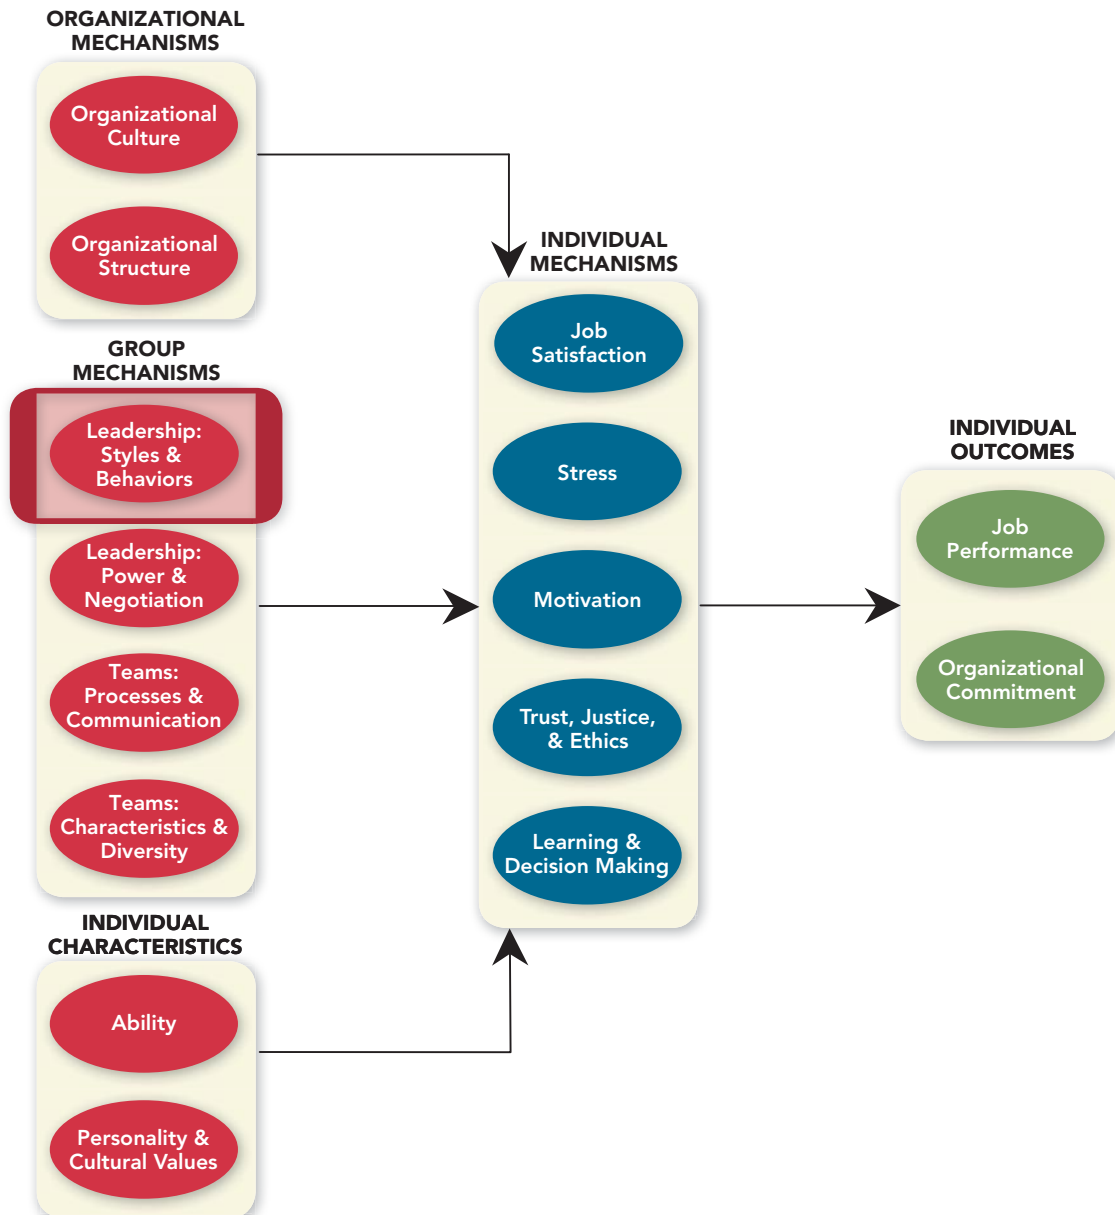 ORGANIZATIONAL
MECHANISMS
Organizational
Culture
Organizational
Structure
GROUP
MECHANISMS
Leadership:
Styles &
Behaviors
Leadership:
Power &
Negotiation
Teams:
Processes &
Communication
Teams:
Characteristics &
Diversity
INDIVIDUAL
CHARACTERISTICS
Ability
Personality &
Cultural Values
INDIVIDUAL
MECHANISMS
Job
Satisfaction
Stress
Motivation
Trust, Justice,
& Ethics
Learning &
Decision Making
INDIVIDUAL
OUTCOMES
Job
Performance
Organizational
Commitment